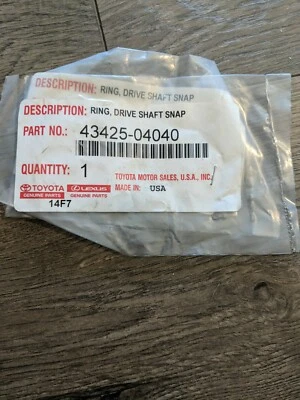 DESCRIPTION: RING, DRIVE SHAFT SNAP
DESCRIPTION: RING, DRIVE SHAFT SNAP
PART NO.: 43425-04040
QUANTITY: 1
TOYOTA MOTOR SALES, U.S.A., INC.
MADE IN: USA
TOYOTA LEXUS
GENUINE PARTS GENUINE PARTS
14F7